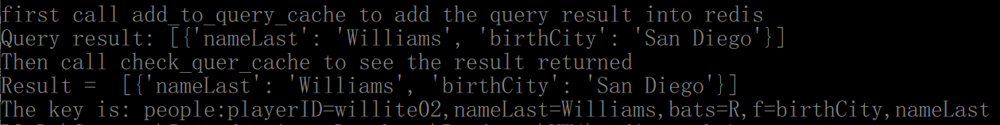 first call add_to_query_cache to add the query result into redis
Query result: [{'nameLast': 'Williams', 'birthCity': 'San Diego'}]
Then call check_quer_cache to see the result returned
Result =  [{'nameLast': 'Williams', 'birthCity': 'San Diego'}]
The key is: people:playerID=willite02,nameLast=Williams,bats=R,f=birthCity,nameLast